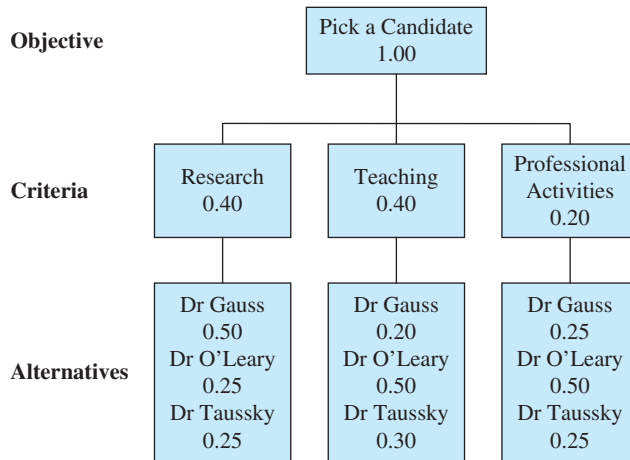 Objective
Pick a Candidate
1.00
Criteria
Research
0.40
Teaching
0.40
Professional
Activities
0.20
Alternatives
Dr Gauss
0.50
Dr O’Leary
0.25
Dr Taussky
0.25
Dr Gauss
0.20
Dr O’Leary
0.50
Dr Taussky
0.30
Dr Gauss
0.25
Dr O’Leary
0.50
Dr Taussky
0.25